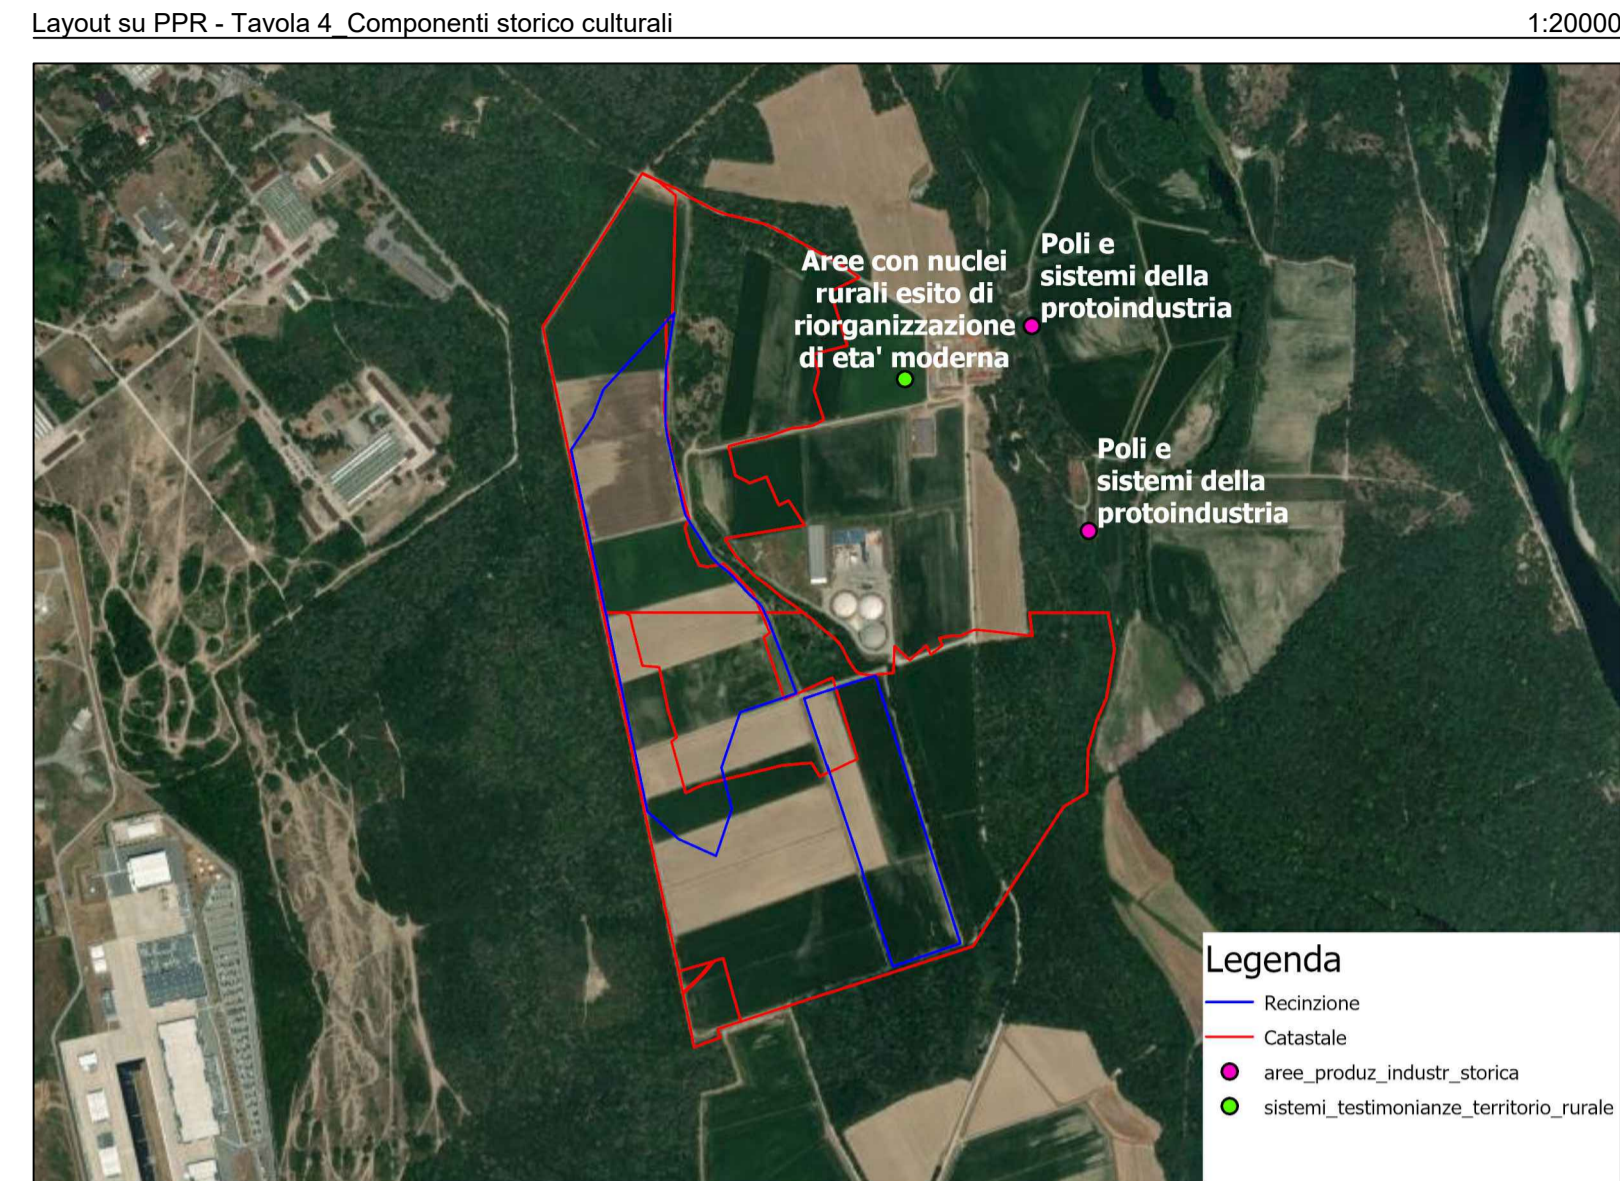 Layout su PPR - Tavola 4_Componenti storico culturali
1:20000
Aree con nuclei
rurali esito di
riorganizzazione
di eta' moderna
Poli e
sistemi della
protoindustria
Poli e
sistemi della
protoindustria
Legenda
Recinzione
Catastale
aree_produz_industr_storica
sistemi_testimonianze_territorio_rurale